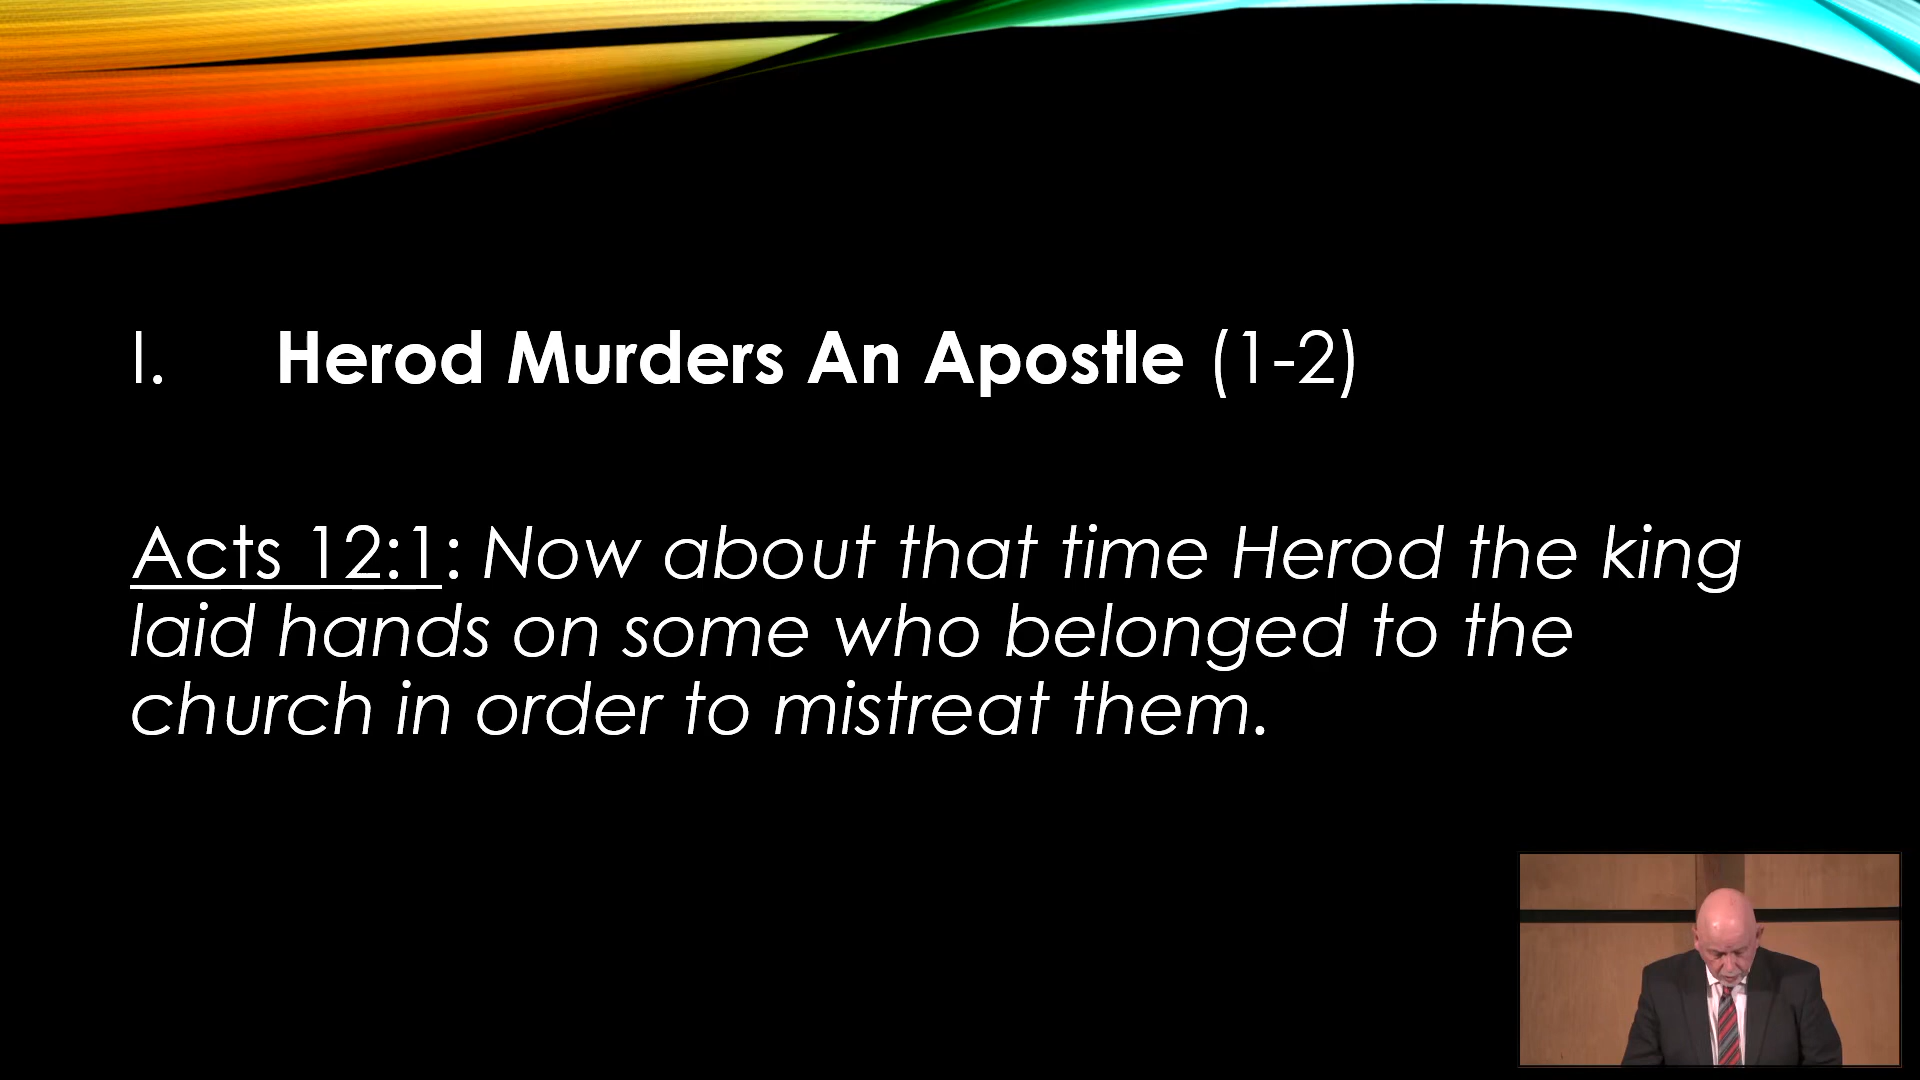 I. Herod Murders An Apostle (1-2)
Acts 12:1: Now about that time Herod the king
laid hands on some who belonged to the
church in order to mistreat them.